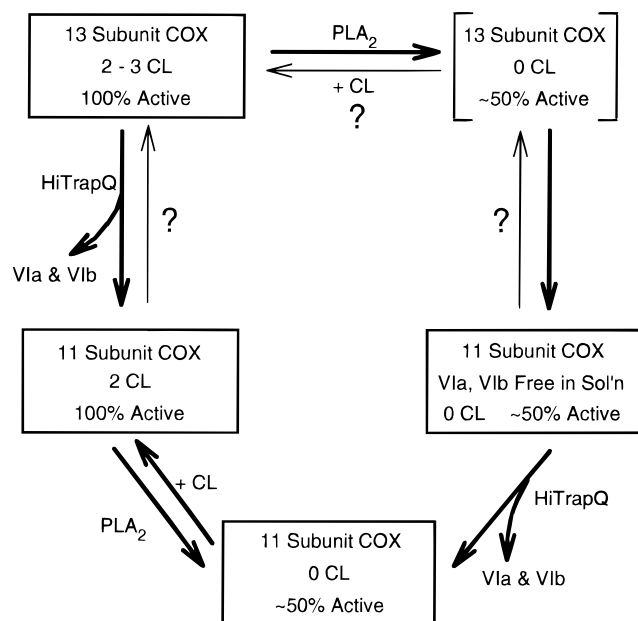 13 Subunit COX
2 - 3 CL
100% Active
PLA2
+ CL
?
13 Subunit COX
0 CL
~50% Active
HiTrapQ
VIa & VIb
?
?
11 Subunit COX
2 CL
100% Active
11 Subunit COX
VIa, VIb Free in Sol'n
0 CL ~50% Active
+ CL
PLA2
HiTrapQ
VIa & VIb
11 Subunit COX
0 CL
~50% Active